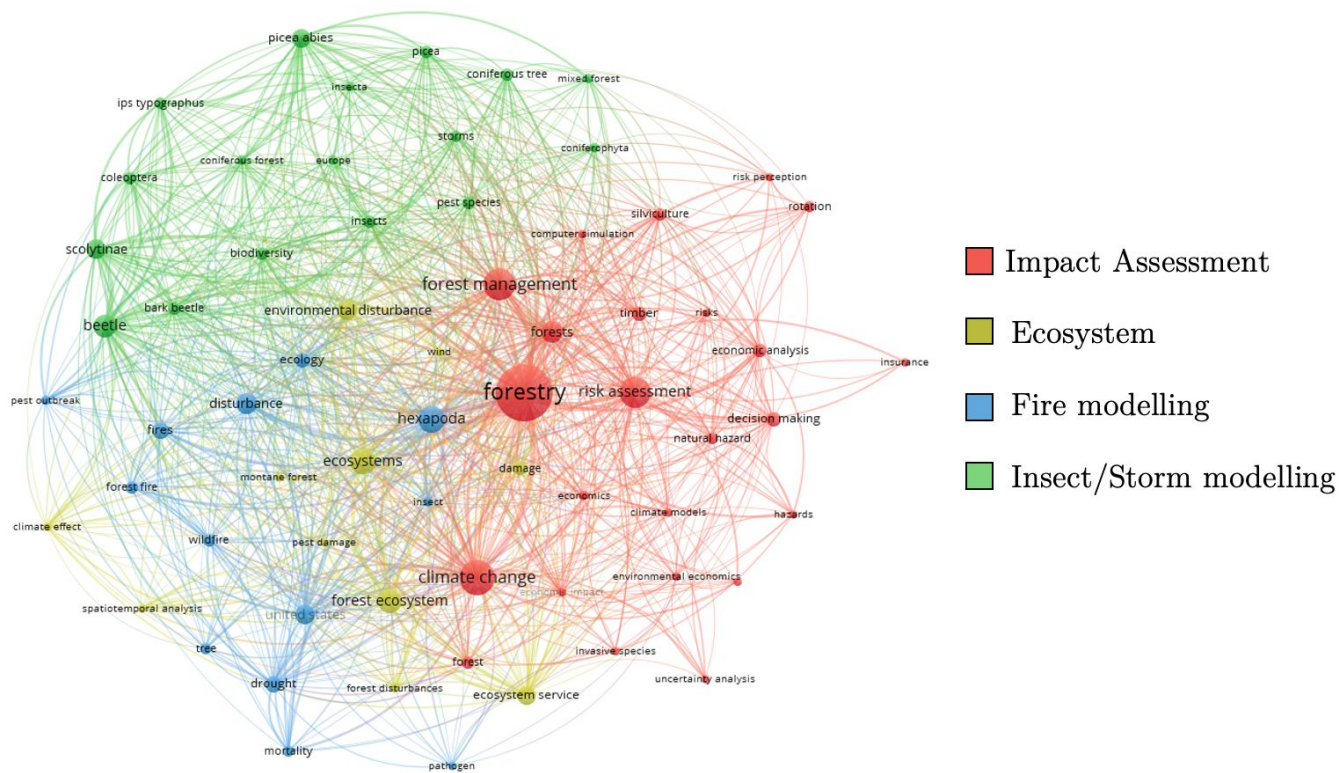 picea abies
picea
coniferous tree
mixed forest
insecta
ips typographus
storms
coniferophyta
coniferous forest
europe
coleoptera
risk perception
pest species
silviculture
rotation
insects
computer simulation
scolytinae
biodiversity
Impact Assessment
forest management
bark beetle
environmental disturbance
timber
risks
beetle
forests
Ecosystem
wind
economic analysis
ecology
insurance
forestry
risk assessment
pest outbreak
disturbance
Fire modelling
hexapoda
decision making
fires
natural hazard
ecosystems
damage
montane forest
Insect/Storm modelling
forest fire
insect
economics
climate models
hazards
climate effect
wildfire
pest damage
climate change
environmental economics
economic impact
forest ecosystem
spatiotemporal analysis
united states
tree
invasive species
forest
drought
forest disturbances
ecosystem service
uncertainty analysis
mortality
pathogen